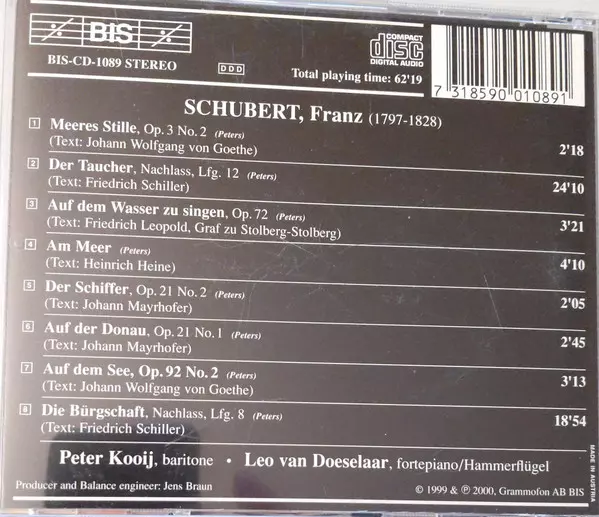 BIS
BIS-CD-1089 STEREO
DDD
COMPACT
disc
DIGITAL AUDIO
Total playing time: 62'19
7 318590 010891
SCHUBERT, Franz (1797-1828)
1 Meeres Stille, Op. 3 No. 2 (Peters)
(Text: Johann Wolfgang von Goethe) 2'18
2 Der Taucher, Nachlass, Lfg. 12 (Peters)
(Text: Friedrich Schiller) 24'10
3 Auf dem Wasser zu singen, Op. 72 (Peters)
(Text: Friedrich Leopold, Graf zu Stolberg-Stolberg) 3'21
4 Am Meer (Peters)
(Text: Heinrich Heine) 4'10
5 Der Schiffer, Op. 21 No. 2 (Peters)
(Text: Johann Mayrhofer) 2'05
6 Auf der Donau, Op. 21 No. 1 (Peters)
(Text: Johann Mayrhofer) 2'45
7 Auf dem See, Op. 92 No. 2 (Peters)
(Text: Johann Wolfgang von Goethe) 3'13
8 Die Bürgschaft, Nachlass, Lfg. 8 (Peters)
(Text: Friedrich Schiller) 18'54
Peter Kooij, baritone • Leo van Doeselaar, fortepiano/Hammerflügel
Producer and Balance engineer: Jens Braun
© 1999 & ℗ 2000, Grammofon AB BIS
MADE IN AUSTRIA